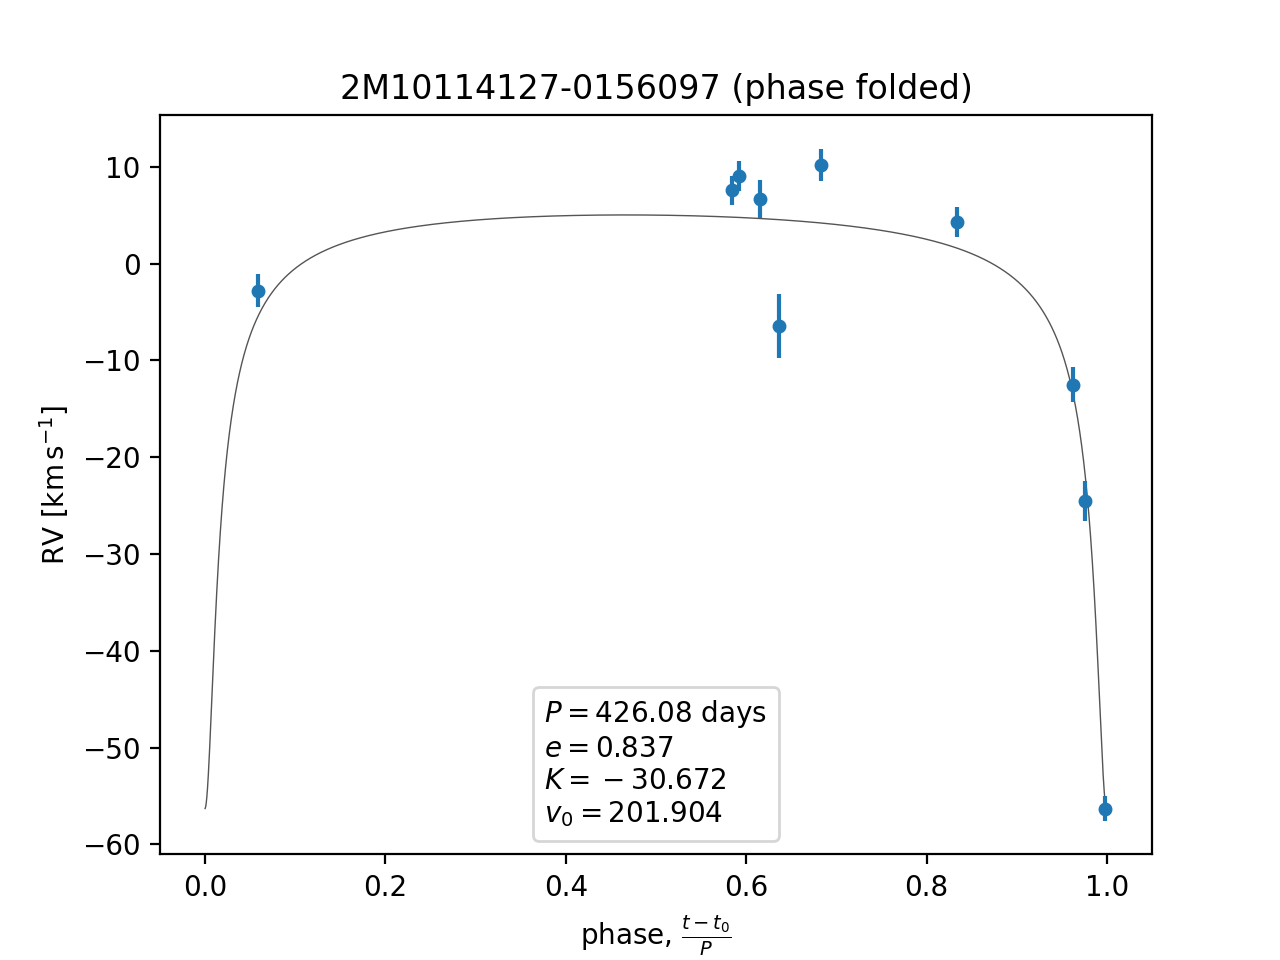 2M10114127-0156097 (phase folded)
RV [km s⁻¹]
10
0
−10
−20
−30
−40
−50
−60
P = 426.08 days
e = 0.837
K = − 30.672
v₀ = 201.904
0.0 0.2 0.4 0.6 0.8 1.0
phase, (t − t₀)/P